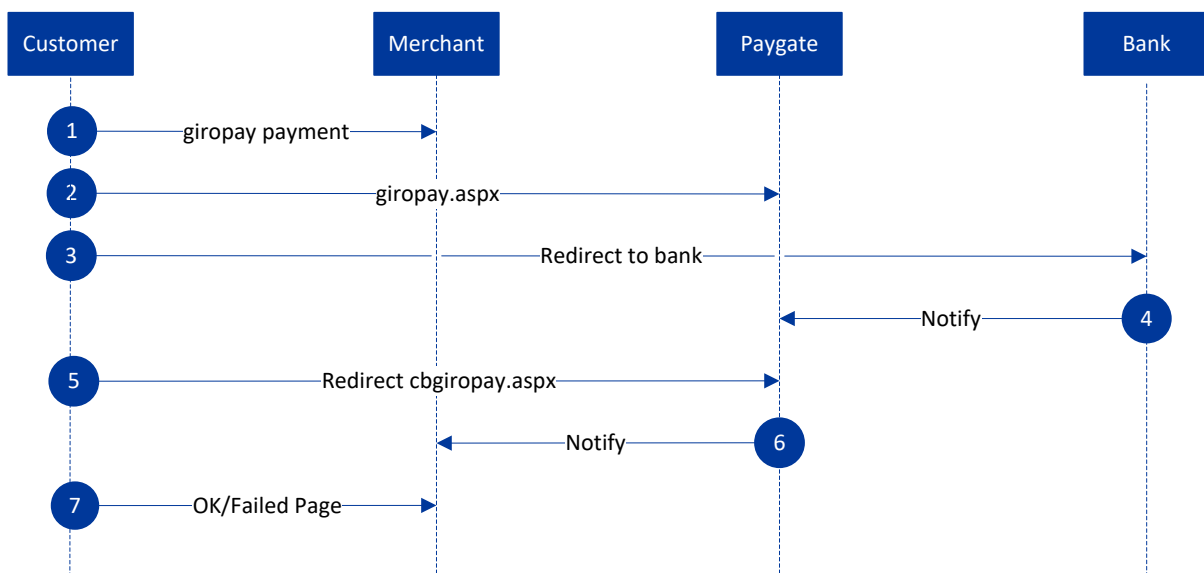 Customer
Merchant
Paygate
Bank
1
giropay payment
2
giropay.aspx
3
Redirect to bank
Notify
4
5
Redirect cbgiropay.aspx
Notify
6
7
OK/Failed Page